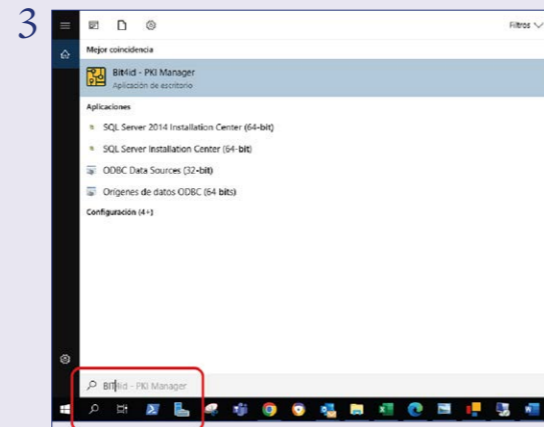 3
Filtros
Mejor coincidencia
Bit4id - PKI Manager
Aplicación de escritorio
Aplicaciones
SQL Server 2014 Installation Center (64-bit)
SQL Server Installation Center (64-bit)
ODBC Data Sources (32-bit)
Orígenes de datos ODBC (64 bits)
Configuración (4+)
BIT4id - PKI Manager